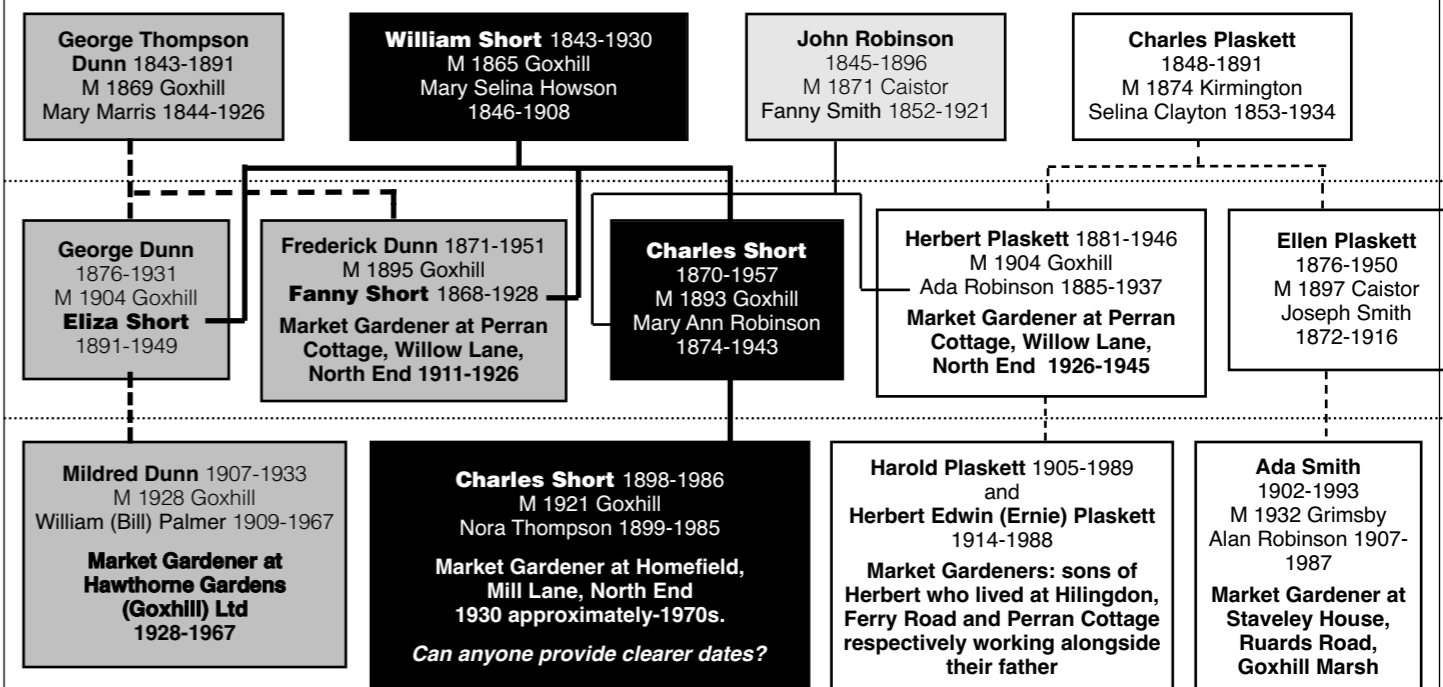 George Thompson
Dunn 1843-1891
M 1869 Goxhill
Mary Marris 1844-1926
William Short 1843-1930
M 1865 Goxhill
Mary Selina Howson
1846-1908
John Robinson
1845-1896
M 1871 Caistor
Fanny Smith 1852-1921
Charles Plaskett
1848-1891
M 1874 Kirmington
Selina Clayton 1853-1934
George Dunn
1876-1931
M 1904 Goxhill
Eliza Short
1891-1949
Frederick Dunn 1871-1951
M 1895 Goxhill
Fanny Short 1868-1928
Market Gardener at Perran
Cottage, Willow Lane,
North End 1911-1926
Charles Short
1870-1957
M 1893 Goxhill
Mary Ann Robinson
1874-1943
Herbert Plaskett 1881-1946
M 1904 Goxhill
Ada Robinson 1885-1937
Market Gardener at Perran
Cottage, Willow Lane,
North End 1926-1945
Ellen Plaskett
1876-1950
M 1897 Caistor
Joseph Smith
1872-1916
Mildred Dunn 1907-1933
M 1928 Goxhill
William (Bill) Palmer 1909-1967
Market Gardener at
Hawthorne Gardens
(Goxhill) Ltd
1928-1967
Charles Short 1898-1986
M 1921 Goxhill
Nora Thompson 1899-1985
Market Gardener at Homefield,
Mill Lane, North End
1930 approximately-1970s.
Can anyone provide clearer dates?
Harold Plaskett 1905-1989
and
Herbert Edwin (Ernie) Plaskett
1914-1988
Market Gardeners: sons of
Herbert who lived at Hilingdon,
Ferry Road and Perran Cottage
respectively working alongside
their father
Ada Smith
1902-1993
M 1932 Grimsby
Alan Robinson 1907-
1987
Market Gardener at
Staveley House,
Ruards Road,
Goxhill Marsh